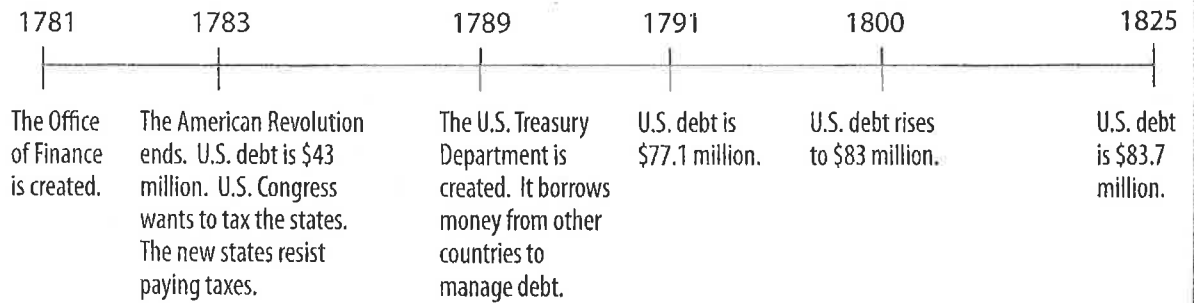 1781
1783
1789
1791
1800
1825
The Office
of Finance
is created.
The American Revolution
ends. U.S. debt is $43
million. U.S. Congress
wants to tax the states.
The new states resist
paying taxes.
The U.S. Treasury
Department is
created. It borrows
money from other
countries to
manage debt.
U.S. debt is
$77.1 million.
U.S. debt rises
to $83 million.
U.S. debt
is $83.7
million.